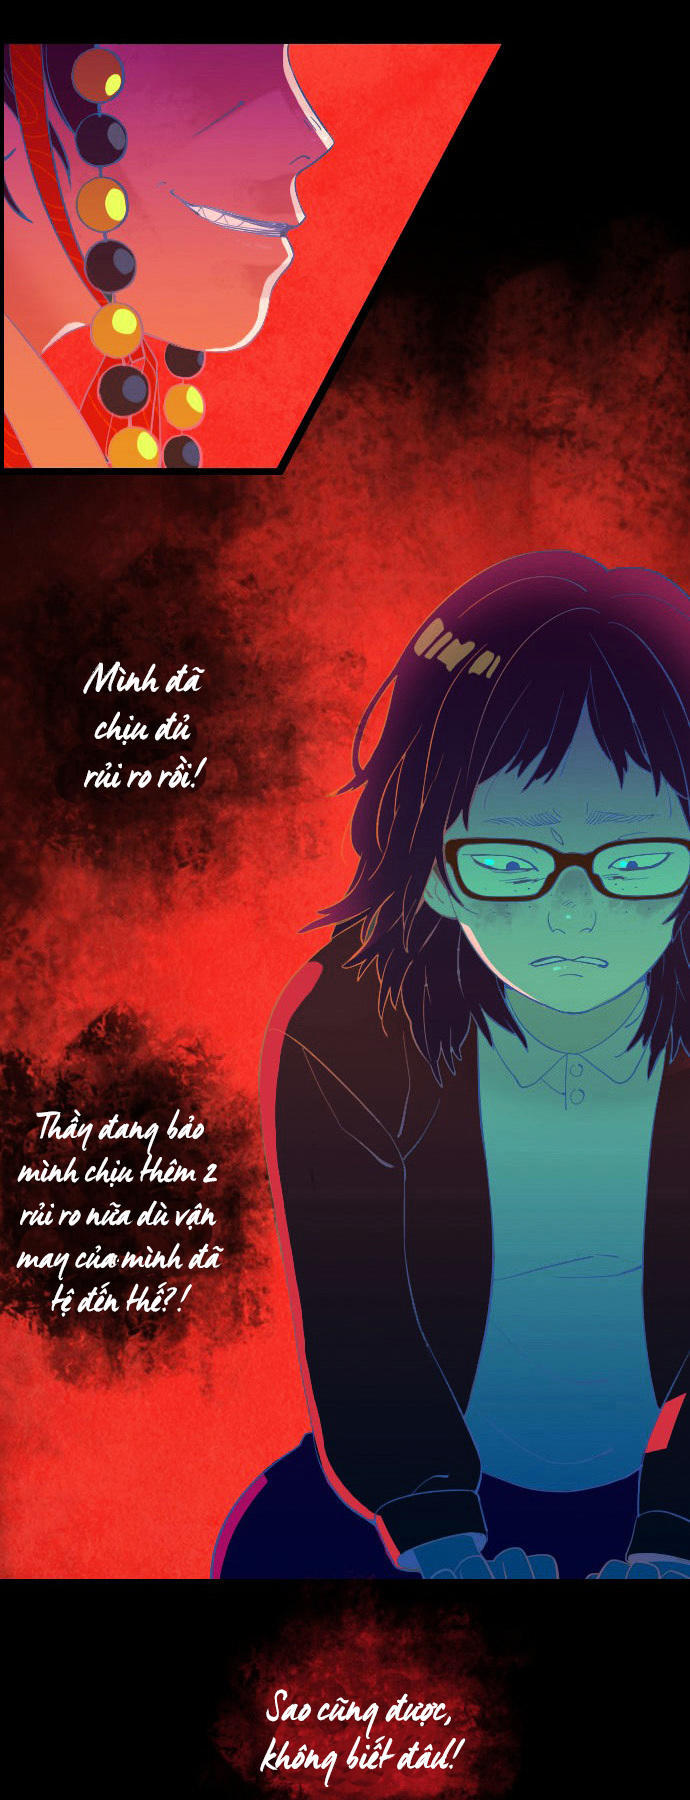 Mình đã
chịu đủ
rủi ro rồi!
Thầy đang bảo
mình chịu thêm 2
rủi ro nữa dù vận
may của mình đã
tệ đến thế?!
Sao cũng được,
không biết đâu!